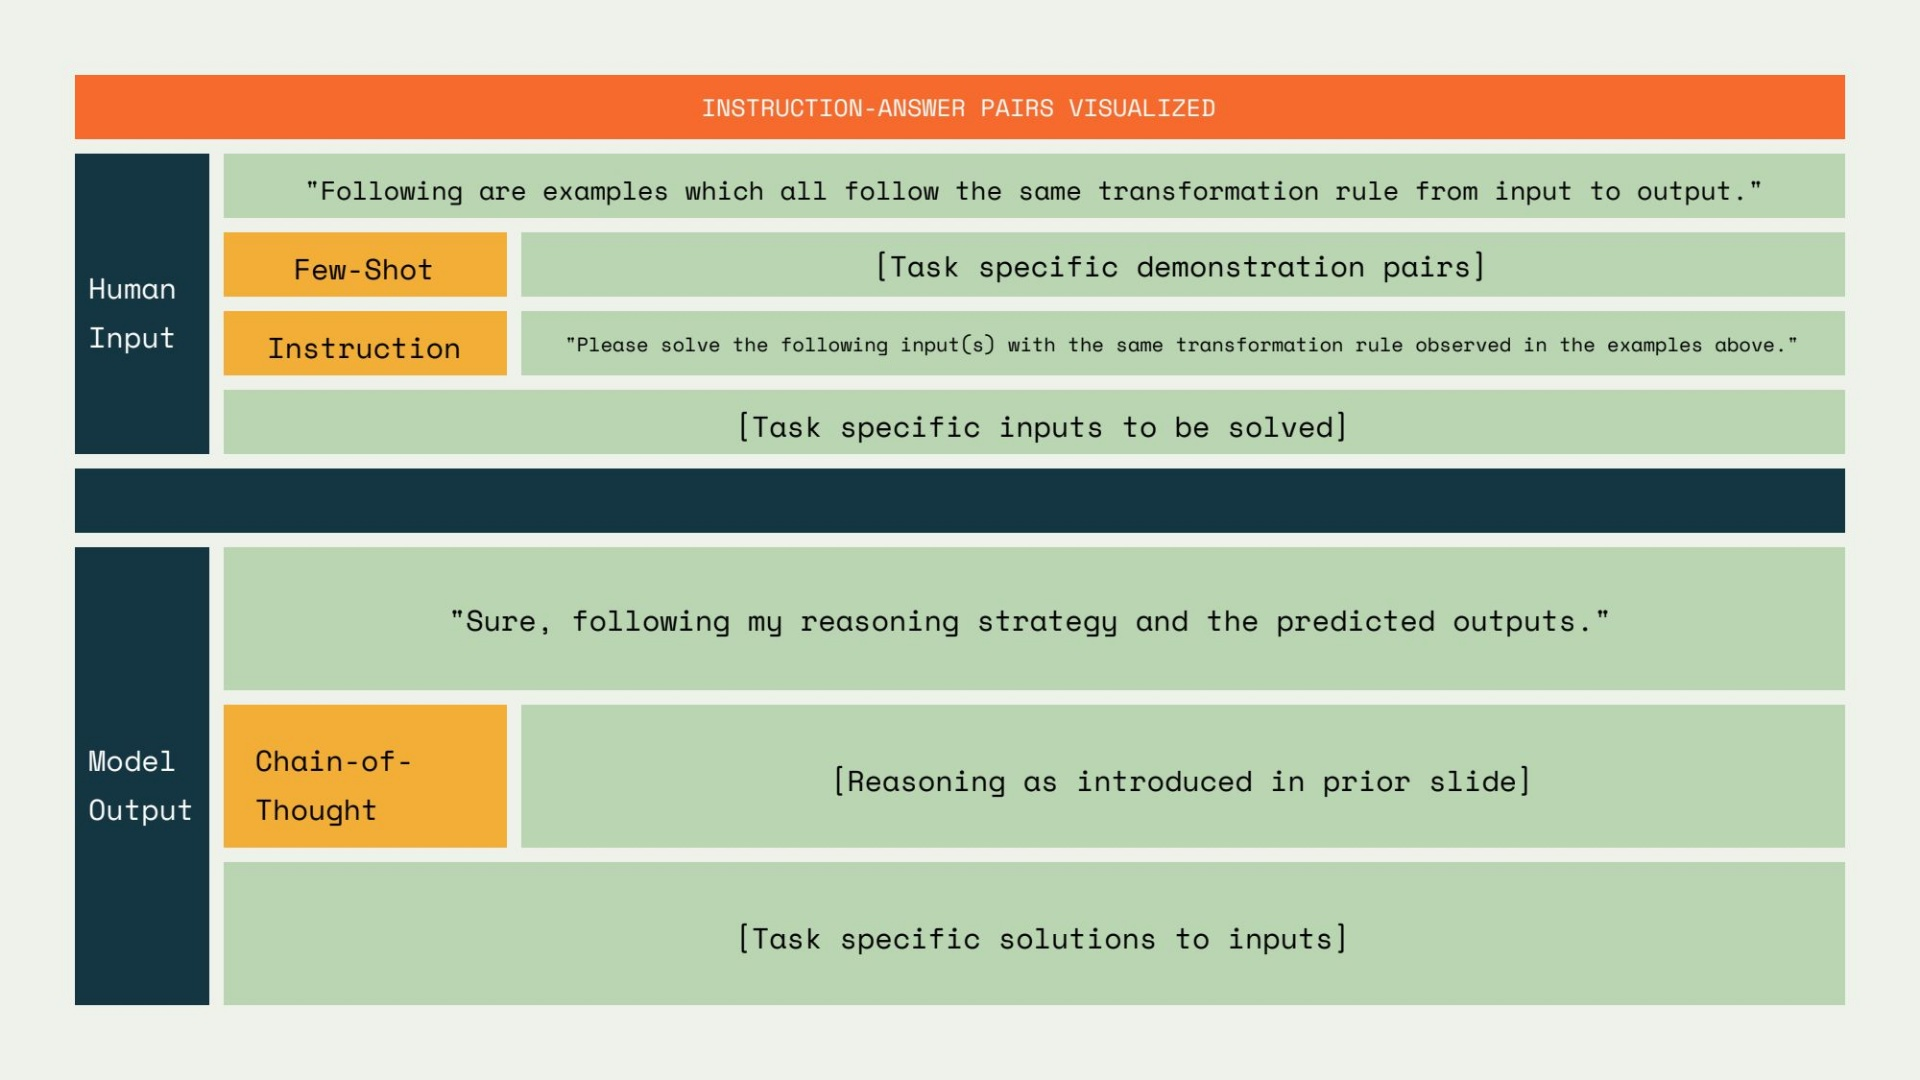 INSTRUCTION-ANSWER PAIRS VISUALIZED
Human
Input
"Following are examples which all follow the same transformation rule from input to output."
Few-Shot
[Task specific demonstration pairs]
Instruction
"Please solve the following input(s) with the same transformation rule observed in the examples above."
[Task specific inputs to be solved]
Model
Output
"Sure, following my reasoning strategy and the predicted outputs."
Chain-of-
Thought
[Reasoning as introduced in prior slide]
[Task specific solutions to inputs]